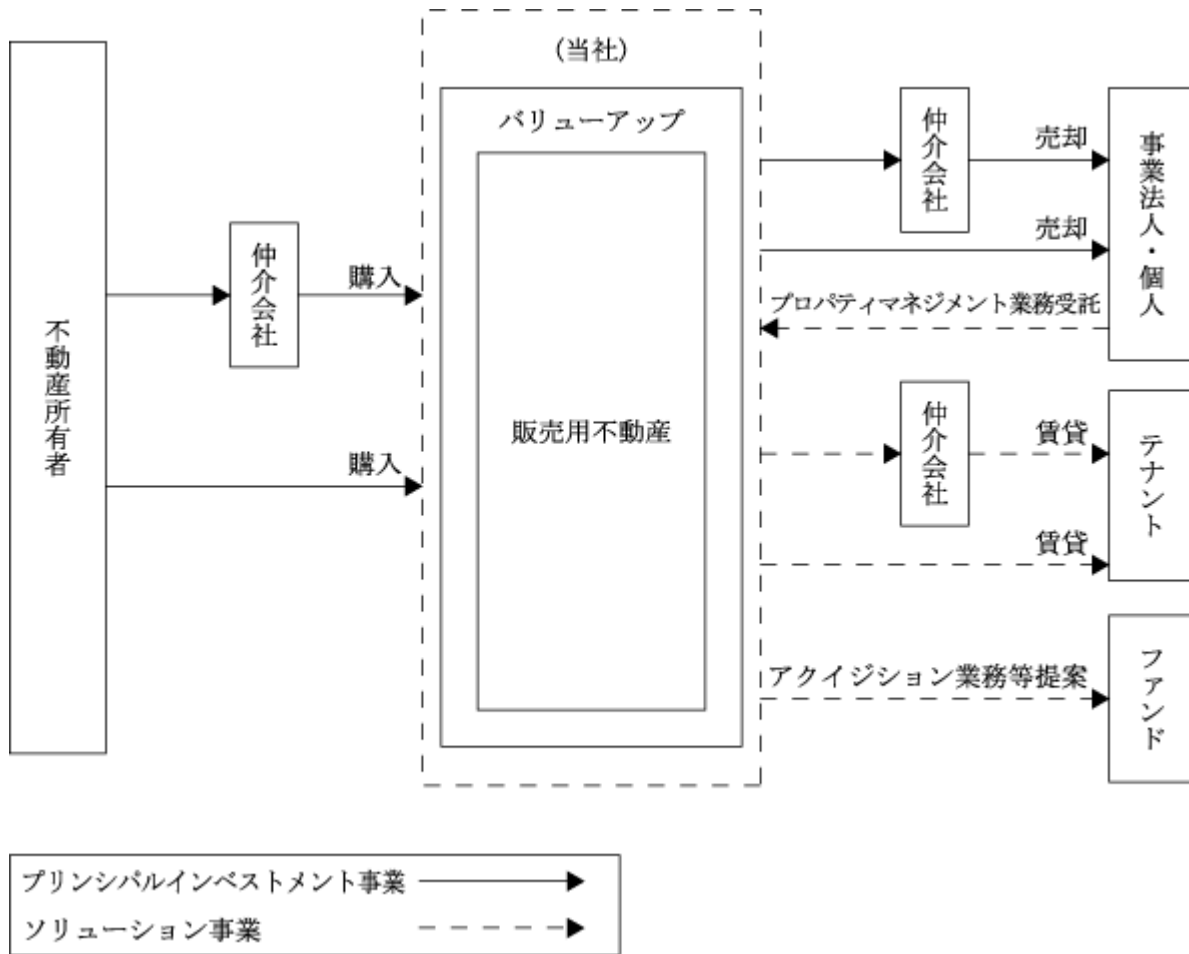 不動産所有者
仲介会社
購入
購入
(当社)
バリューアップ
販売用不動産
仲介会社
売却
売却
プロパティマネジメント業務受託
事業法人・個人
仲介会社
賃貸
賃貸
テナント
アクイジション業務等提案
ファンド
プリンシパルインベストメント事業
ソリューション事業